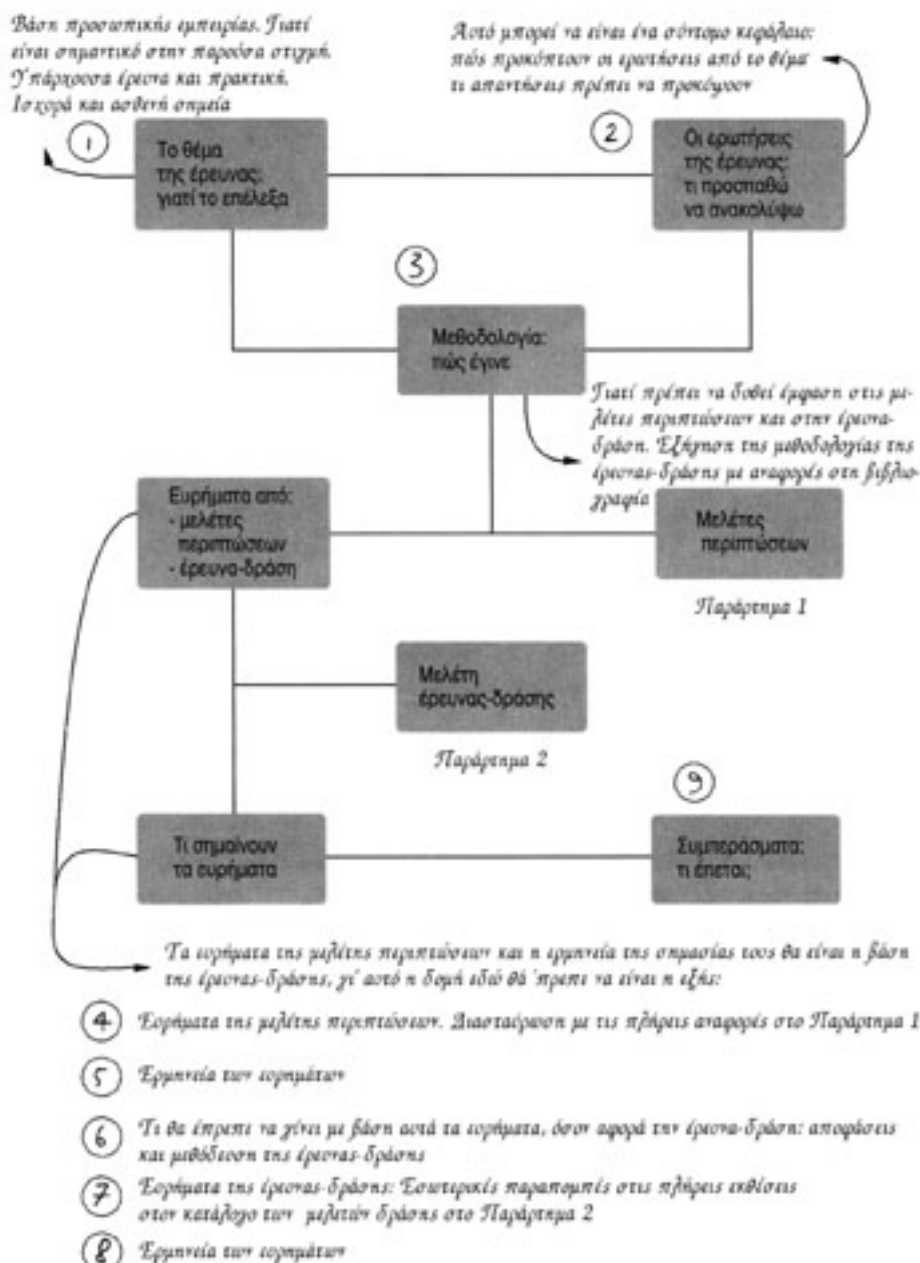 Βάση προσωπικής εμπειρίας. Γιατί
είναι σημαντικό στην παρούσα στιγμή.
Υπάρχουσα έρευνα και πρακτική.
Ισχυρά και ασθενή σημεία
Αυτό μπορεί να είναι ένα σύντομο κεφάλαιο:
πώς προκύπτουν οι ερωτήσεις από το θέμα
τι απαντήσεις πρέπει να προκύψουν
1
Το θέμα
της έρευνας:
γιατί το επέλεξα
2
Οι ερωτήσεις
της έρευνας:
τι προσπαθώ
να ανακαλύψω
3
Μεθοδολογία:
πώς έγινε
Γιατί πρέπει να δοθεί έμφαση στις με-
λέτες περιπτώσεων και στην έρευνα-
δράση. Εξήγηση της μεθοδολογίας της
έρευνας-δράσης με αναφορές στη βιβλιο-
γραφία
Ευρήματα από:
- μελέτες
περιπτώσεων
- έρευνα-δράση
Μελέτες
περιπτώσεων
Παράρτημα 1
Μελέτη
έρευνας-δράσης
Παράρτημα 2
Τι σημαίνουν
τα ευρήματα
9
Συμπεράσματα:
τι έπεται;
Τα ευρήματα της μελέτης περιπτώσεων και η ερμηνεία της σημασίας τους θα είναι η βάση
της έρευνας-δράσης, γι' αυτό η δομή εδώ θά 'πρεπε να είναι η εξής:
4 Ευρήματα της μελέτης περιπτώσεων. Διασταύρωση με τις πλήρεις αναφορές στο Παράρτημα 1
5 Ερμηνεία των ευρημάτων
6 Τι θα έπρεπε να γίνει με βάση αυτά τα ευρήματα, όσον αφορά την έρευνα-δράση: αποφάσεις
και μεθόδευση της έρευνας-δράσης
7 Ευρήματα της έρευνας-δράσης: Εσωτερικές παραπομπές στις πλήρεις εκθέσεις
στον κατάλογο των μελετών δράσης στο Παράρτημα 2
8 Ερμηνεία των ευρημάτων